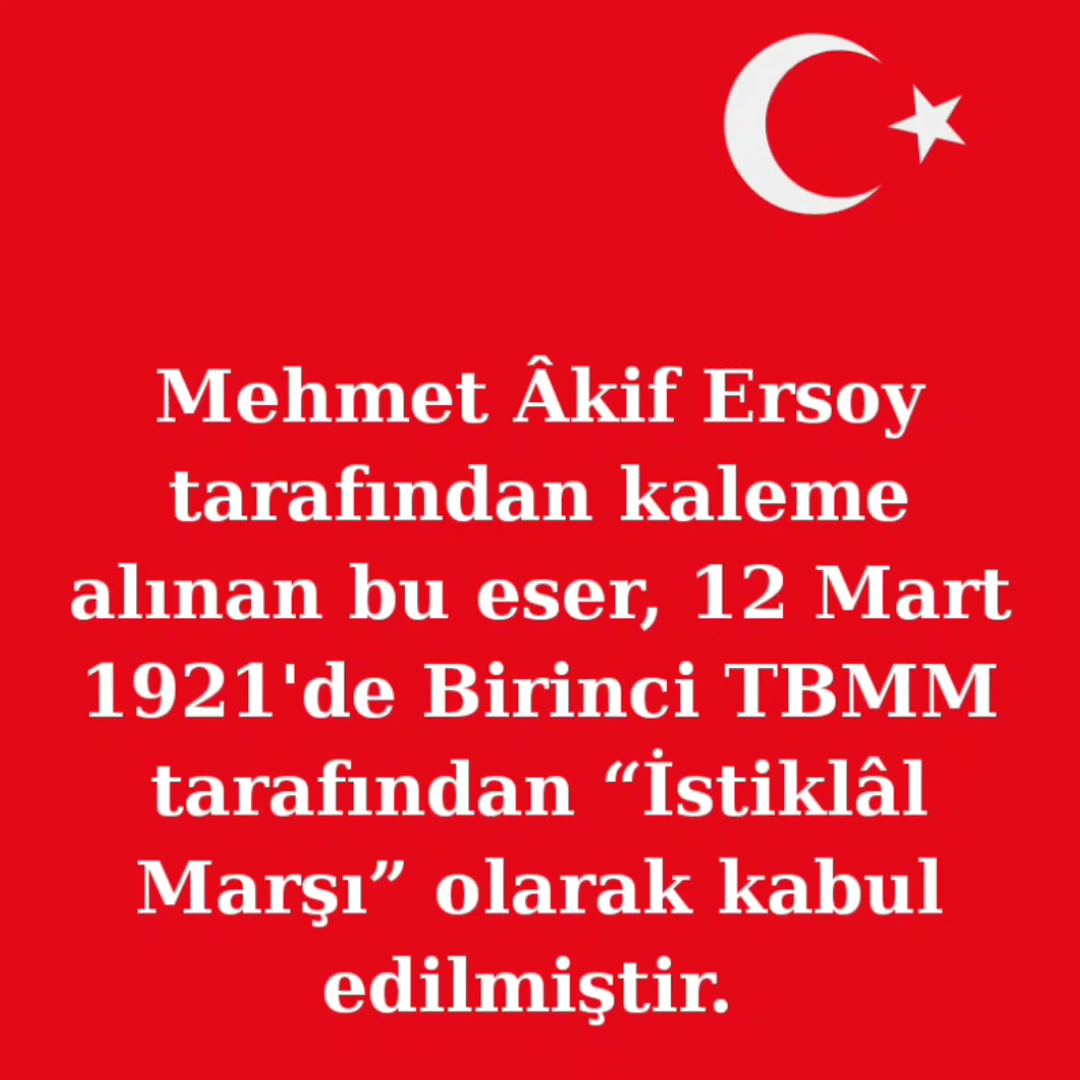 Mehmet Âkif Ersoy
tarafından kaleme
alınan bu eser, 12 Mart
1921'de Birinci TBMM
tarafından “İstiklâl
Marşı” olarak kabul
edilmiştir.